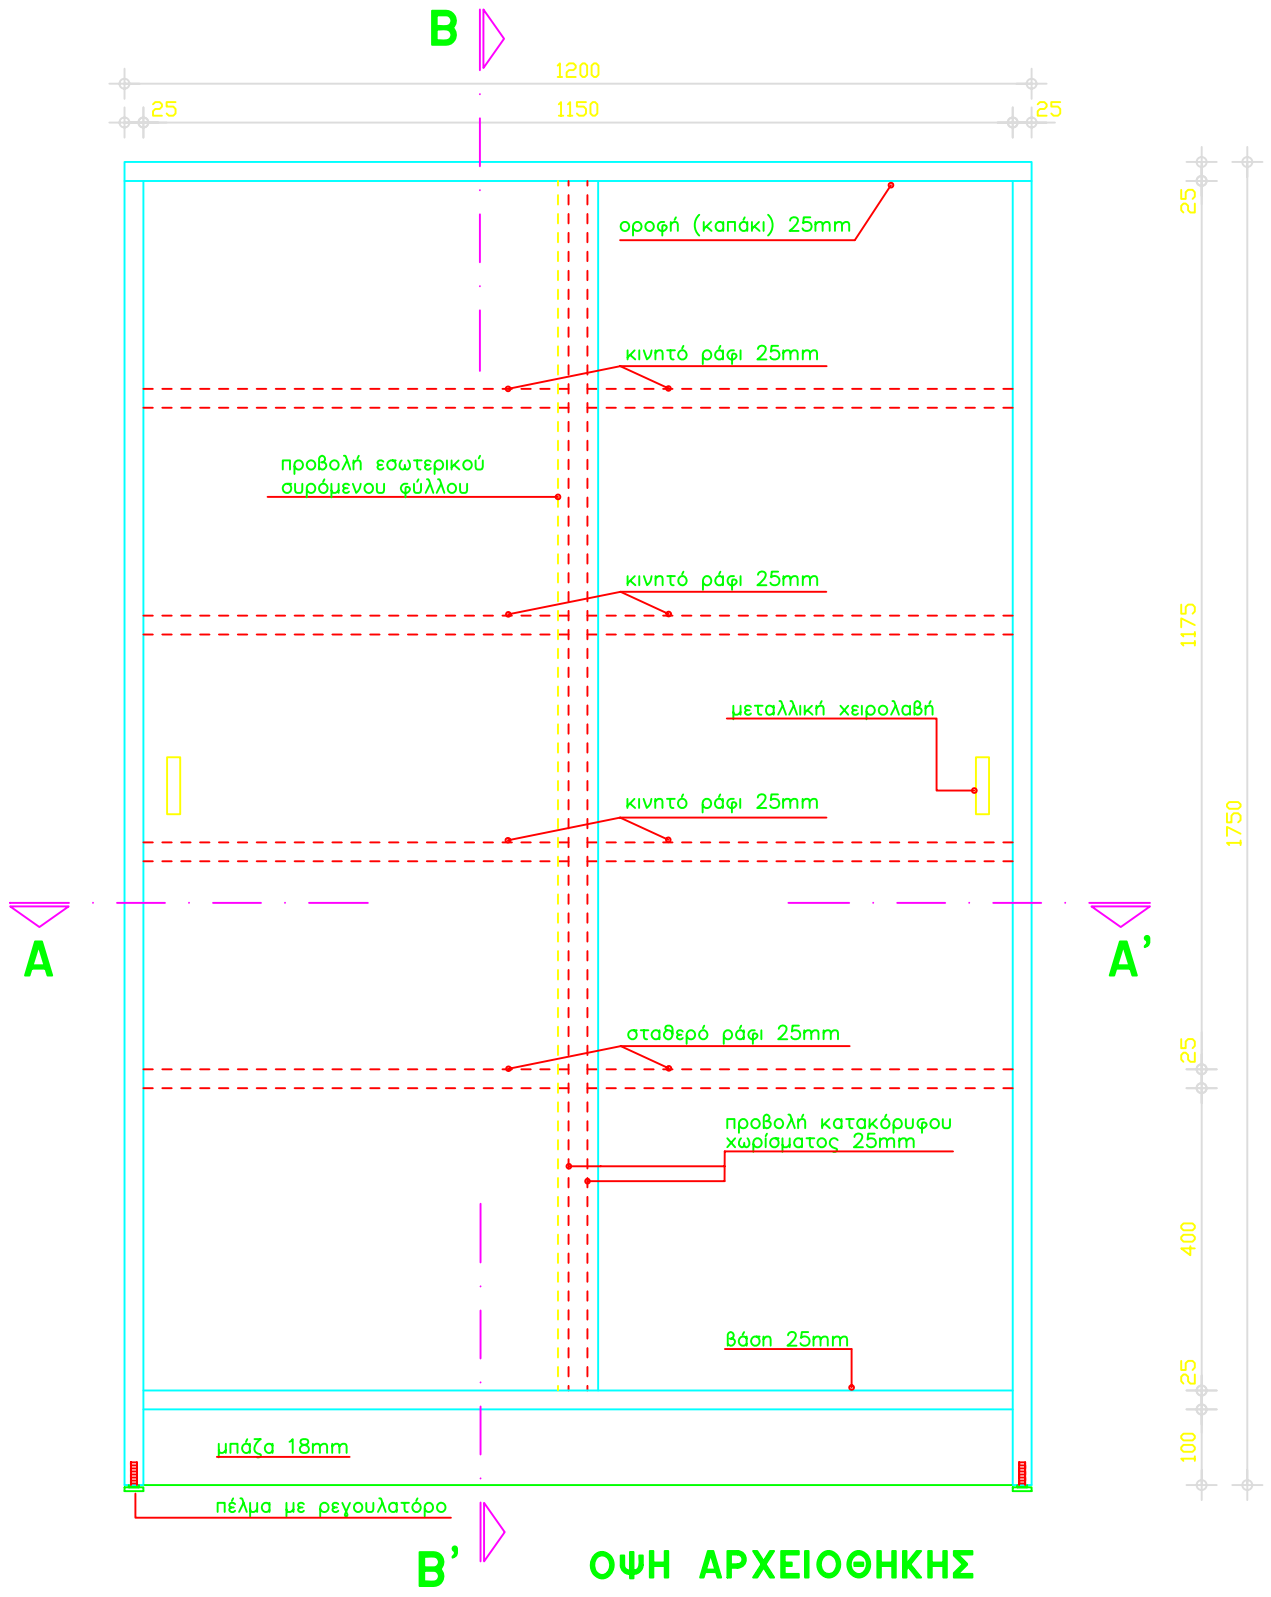 B
1200
25
1150
25
οροφή (καπάκι) 25mm
25
κινητό ράφι 25mm
προβολή εσωτερικού
συρόμενου φύλλου
κινητό ράφι 25mm
1175
μεταλλική χειρολαβή
κινητό ράφι 25mm
1750
A
A'
σταθερό ράφι 25mm
25
προβολή κατακόρυφου
χωρίσματος 25mm
400
βάση 25mm
25
μπάζα 18mm
100
πέλμα με ρεγουλατόρο
B'
ΟΨΗ ΑΡΧΕΙΟΘΗΚΗΣ